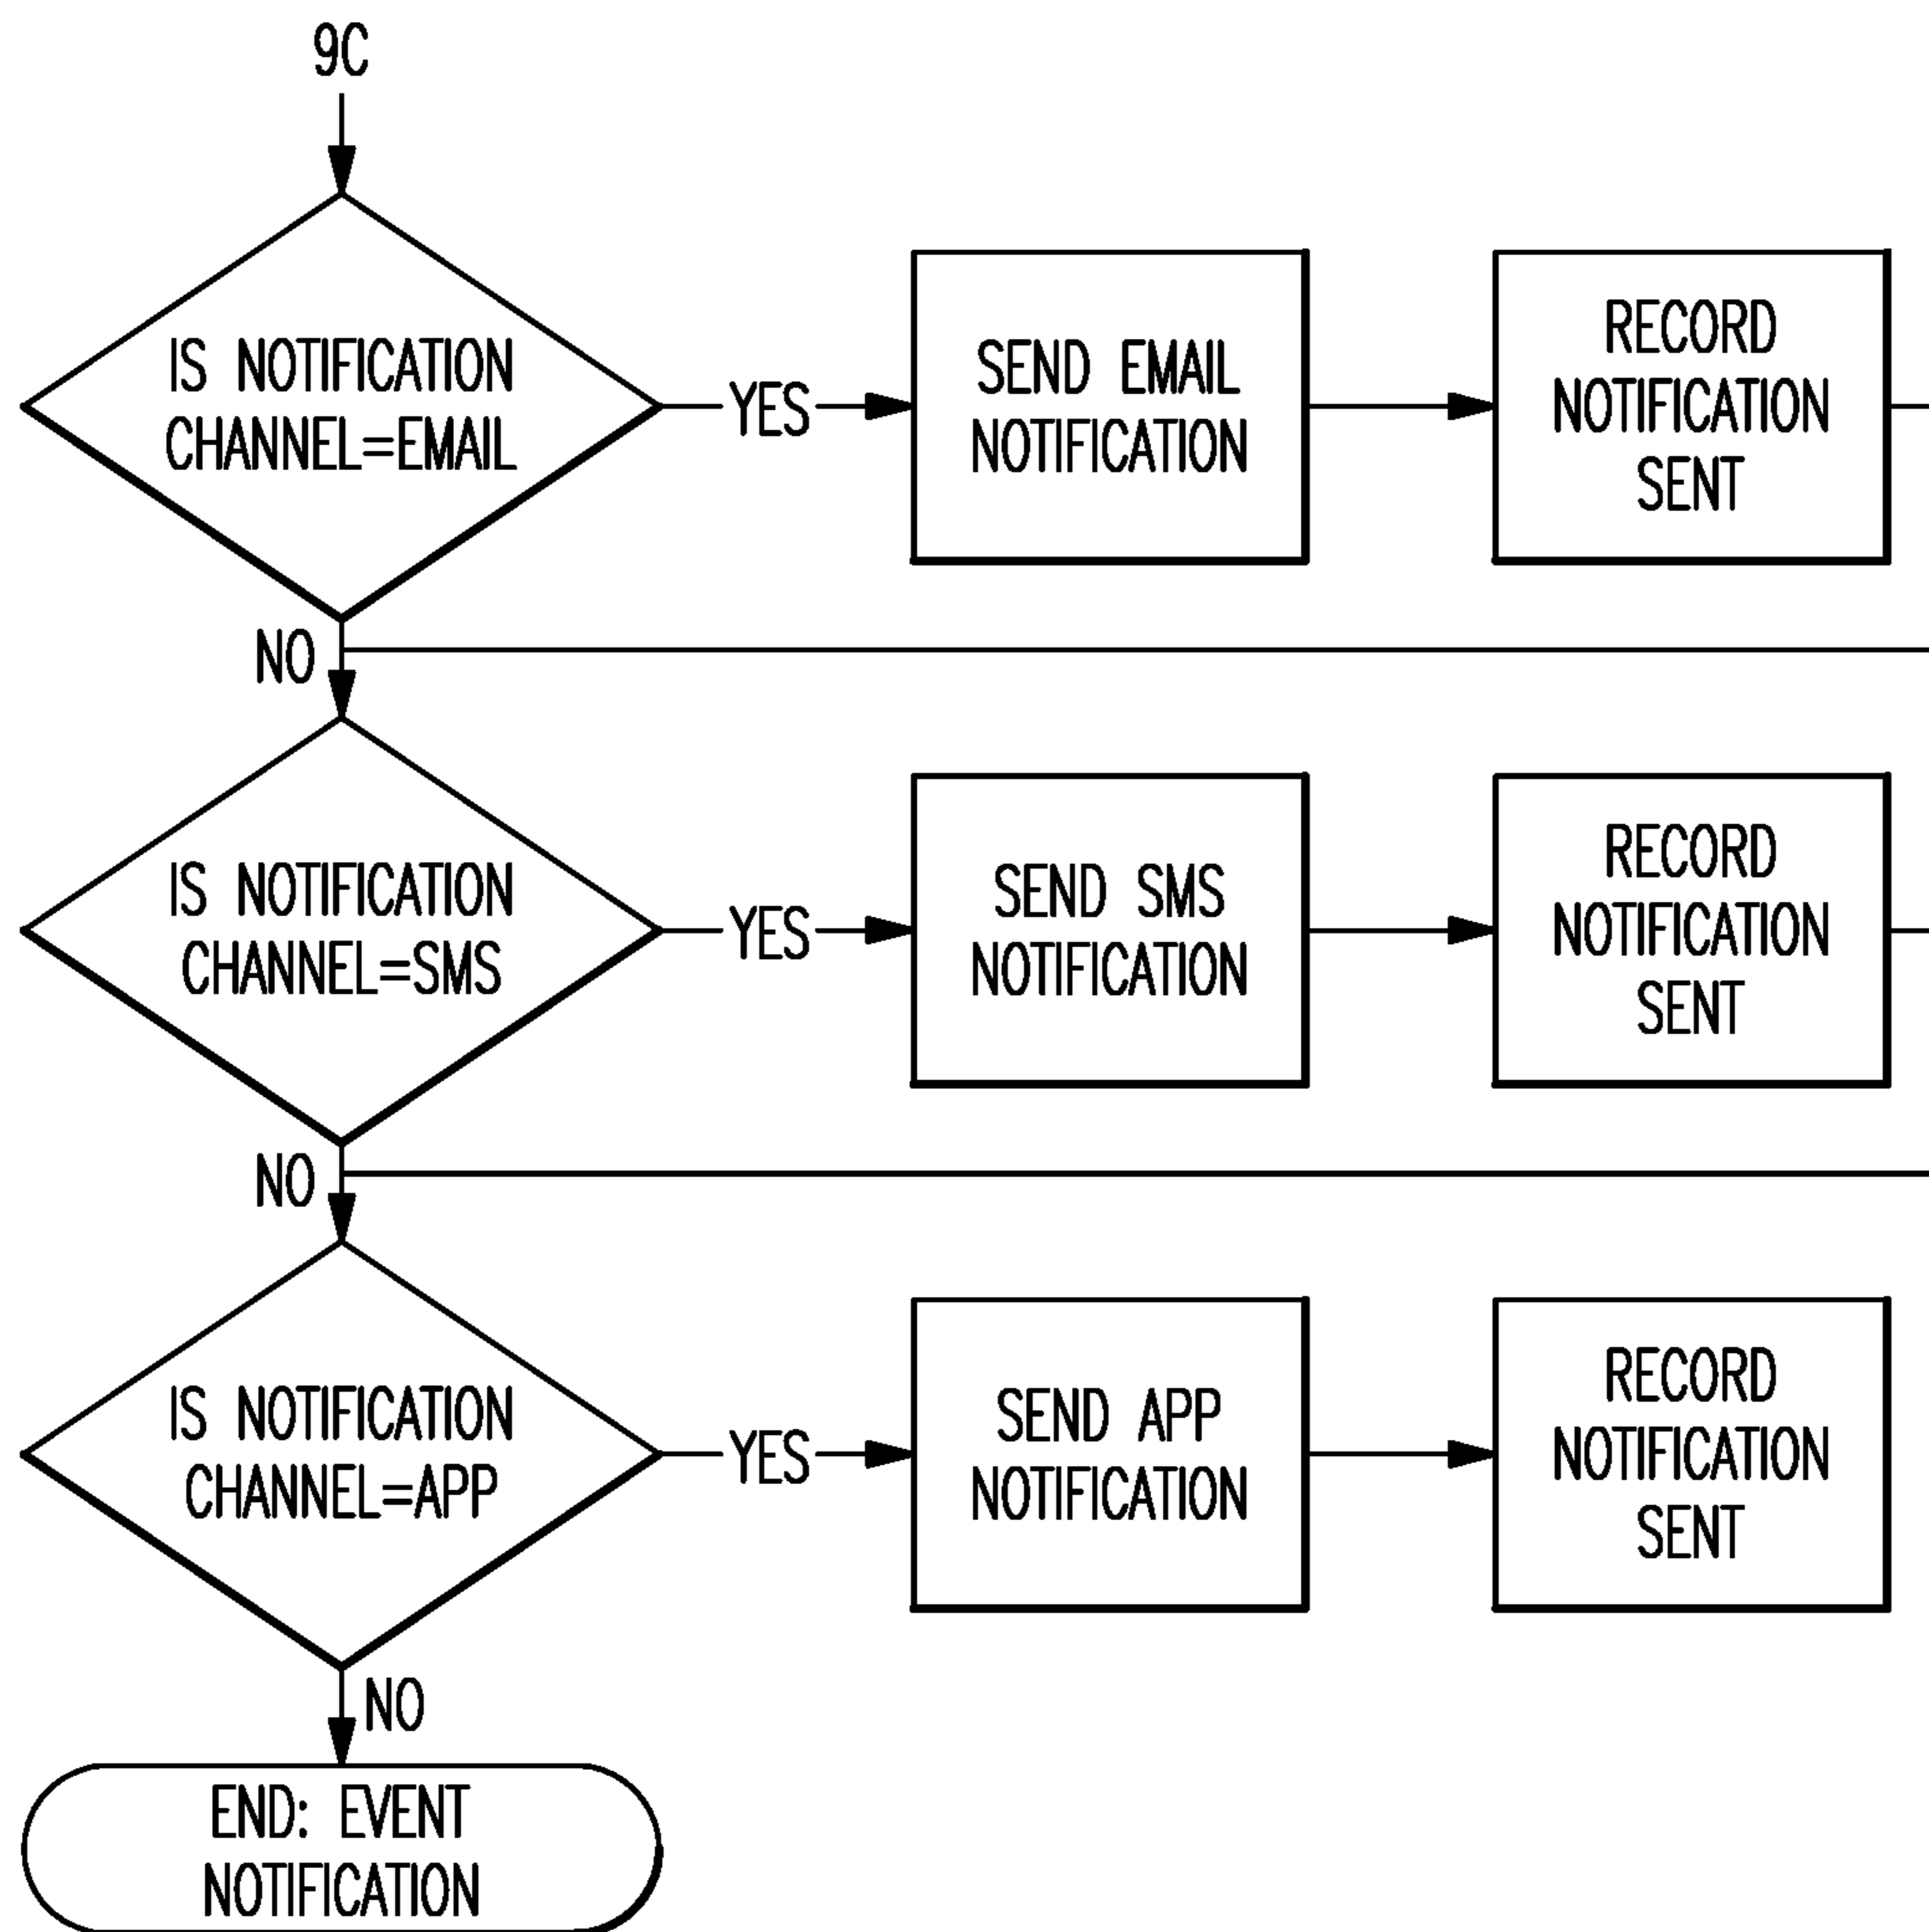 9C
IS NOTIFICATION
CHANNEL=EMAIL
YES
SEND EMAIL
NOTIFICATION
RECORD
NOTIFICATION
SENT
NO
IS NOTIFICATION
CHANNEL=SMS
YES
SEND SMS
NOTIFICATION
RECORD
NOTIFICATION
SENT
NO
IS NOTIFICATION
CHANNEL=APP
YES
SEND APP
NOTIFICATION
RECORD
NOTIFICATION
SENT
NO
END: EVENT
NOTIFICATION